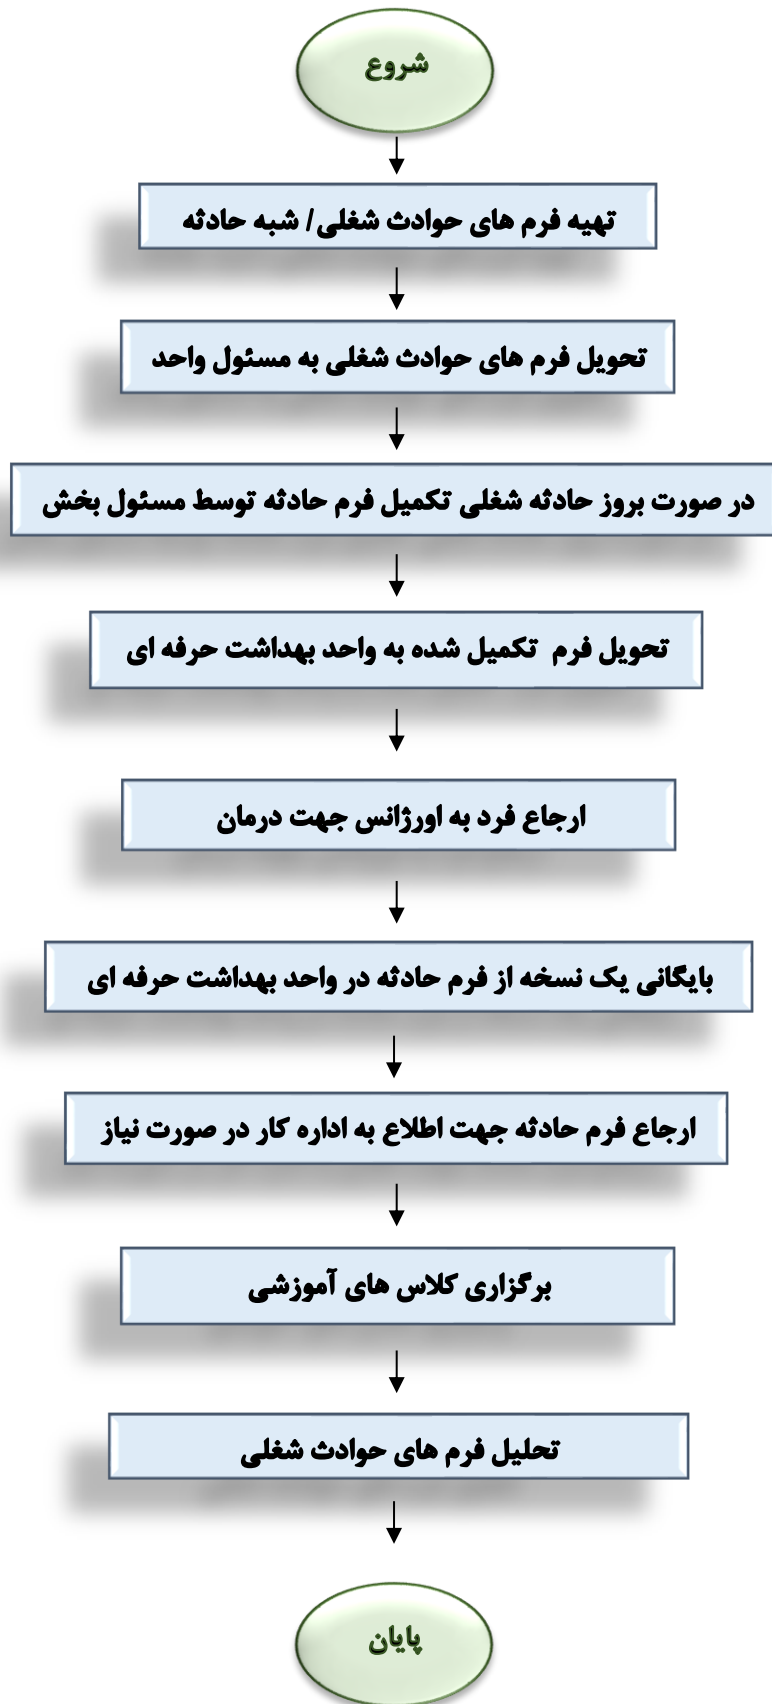 شروع
تهیه فرم های حوادث شغلی/ شبه حادثه
تحویل فرم های حوادث شغلی به مسئول واحد
در صورت بروز حادثه شغلی تکمیل فرم حادثه توسط مسئول بخش
تحویل فرم تکمیل شده به واحد بهداشت حرفه ای
ارجاع فرد به اورژانس جهت درمان
بایگانی یک نسخه از فرم حادثه در واحد بهداشت حرفه ای
ارجاع فرم حادثه جهت اطلاع به اداره کار در صورت نیاز
برگزاری کلاس های آموزشی
تحلیل فرم های حوادث شغلی
پایان